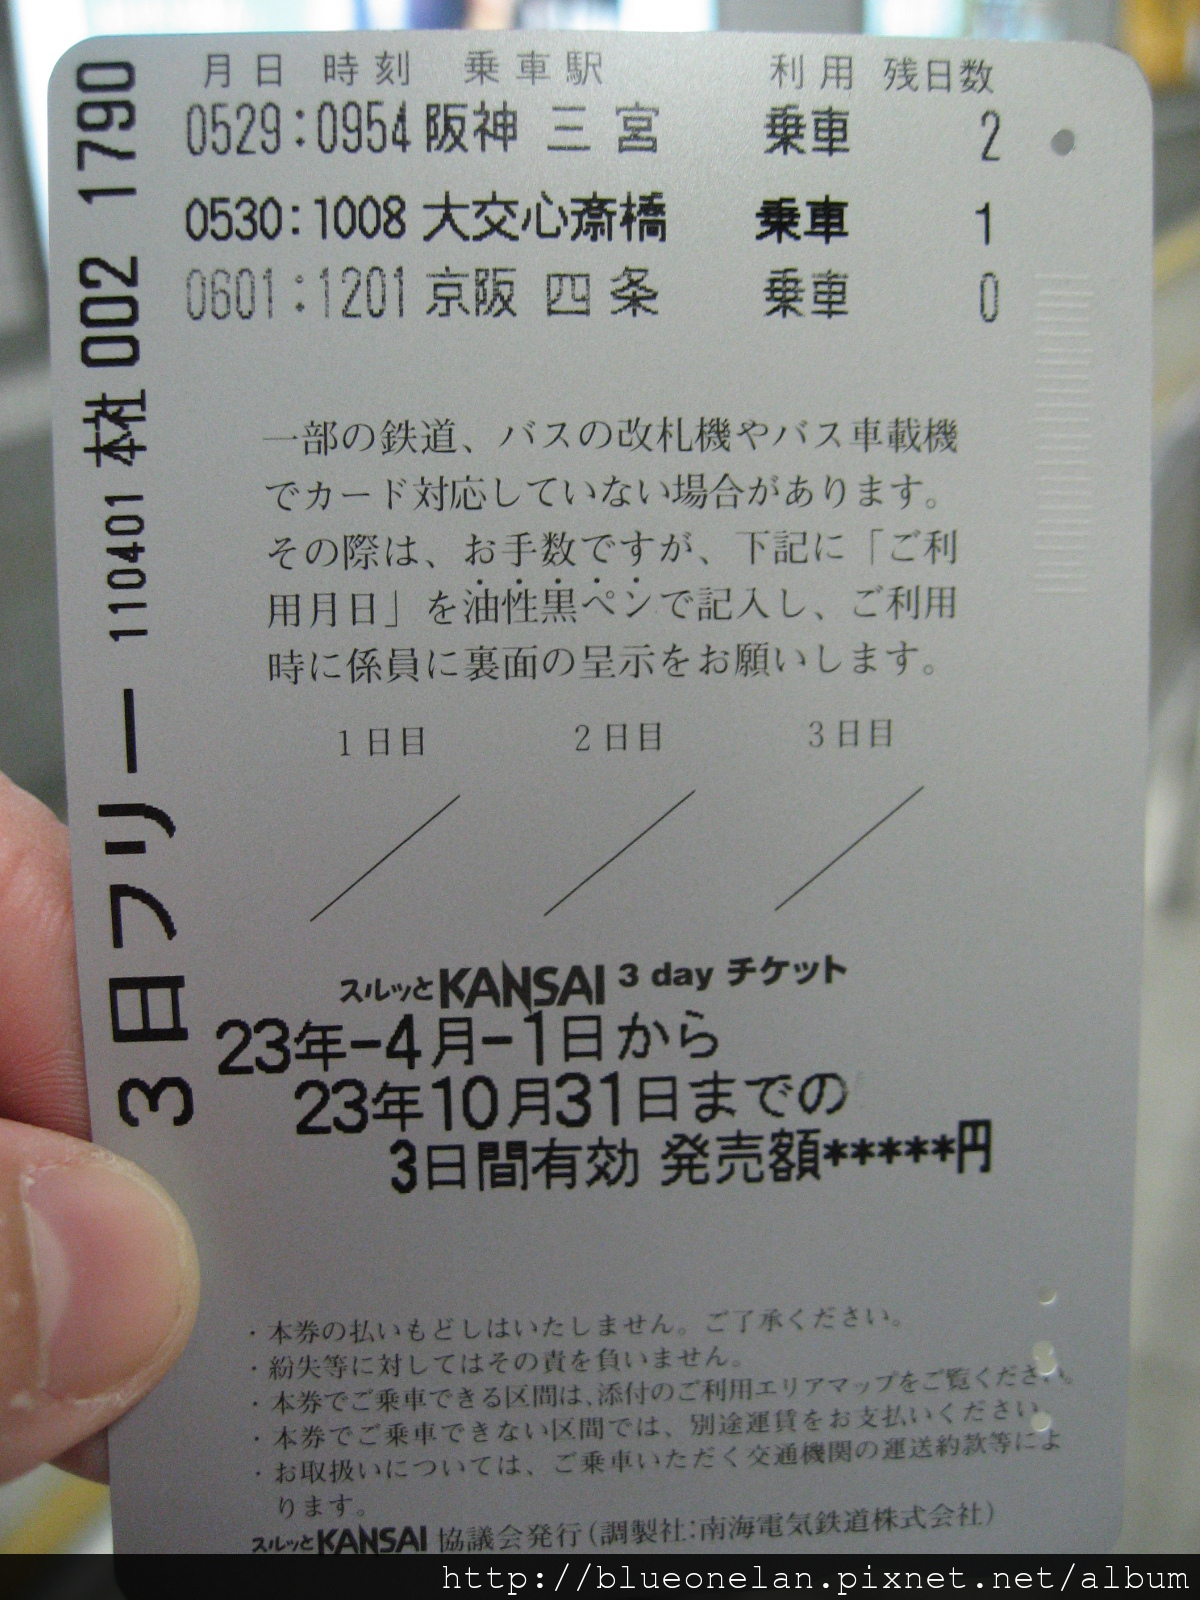 月日 時刻 乗車駅 利用 残日数
0529:0954 阪神 三 宮 乗車 2
0530:1008 大交心斎橋 乗車 1
0601:1201 京阪 四 条 乗車 0
3日フリー 110401 本社 002 1790
一部の鉄道、バスの改札機やバス車載機
でカード対応していない場合があります。
その際は、お手数ですが、下記に「ご利
用月日」を油性黒ペンで記入し、ご利用
時に係員に裏面の呈示をお願いします。
1日目 2日目 3日目
スルッとKANSAI 3 day チケット
23年-4月-1日から
23年10月31日までの
3日間有効 発売額*****円
・本券の払いもどしはいたしません。ご了承ください。
・紛失等に対してはその責を負いません。
・本券でご乗車できる区間は、添付のご利用エリアマップをご覧ください。
・本券でご乗車できない区間では、別途運賃をお支払いください。
・お取扱いについては、ご乗車いただく交通機関の運送約款等によ
ります。
スルッとKANSAI 協議会発行(調製社:南海電気鉄道株式会社)
http://blueonelan.pixnet.net/album